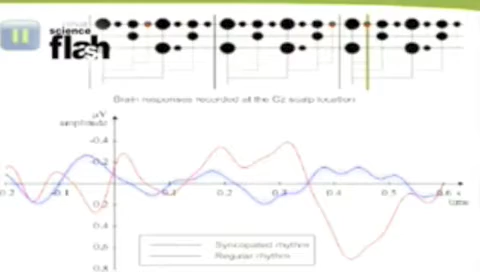 science
flash
Brain responses recorded at the Cz scalp location
μV
amplitude
-0.4
-0.2
0.2 -0.1 0.1 0.2 0.3 0.4 0.5 0.6 s
time
0.2
0.4
0.6
0.8
Syncopated rhythm
Regular rhythm